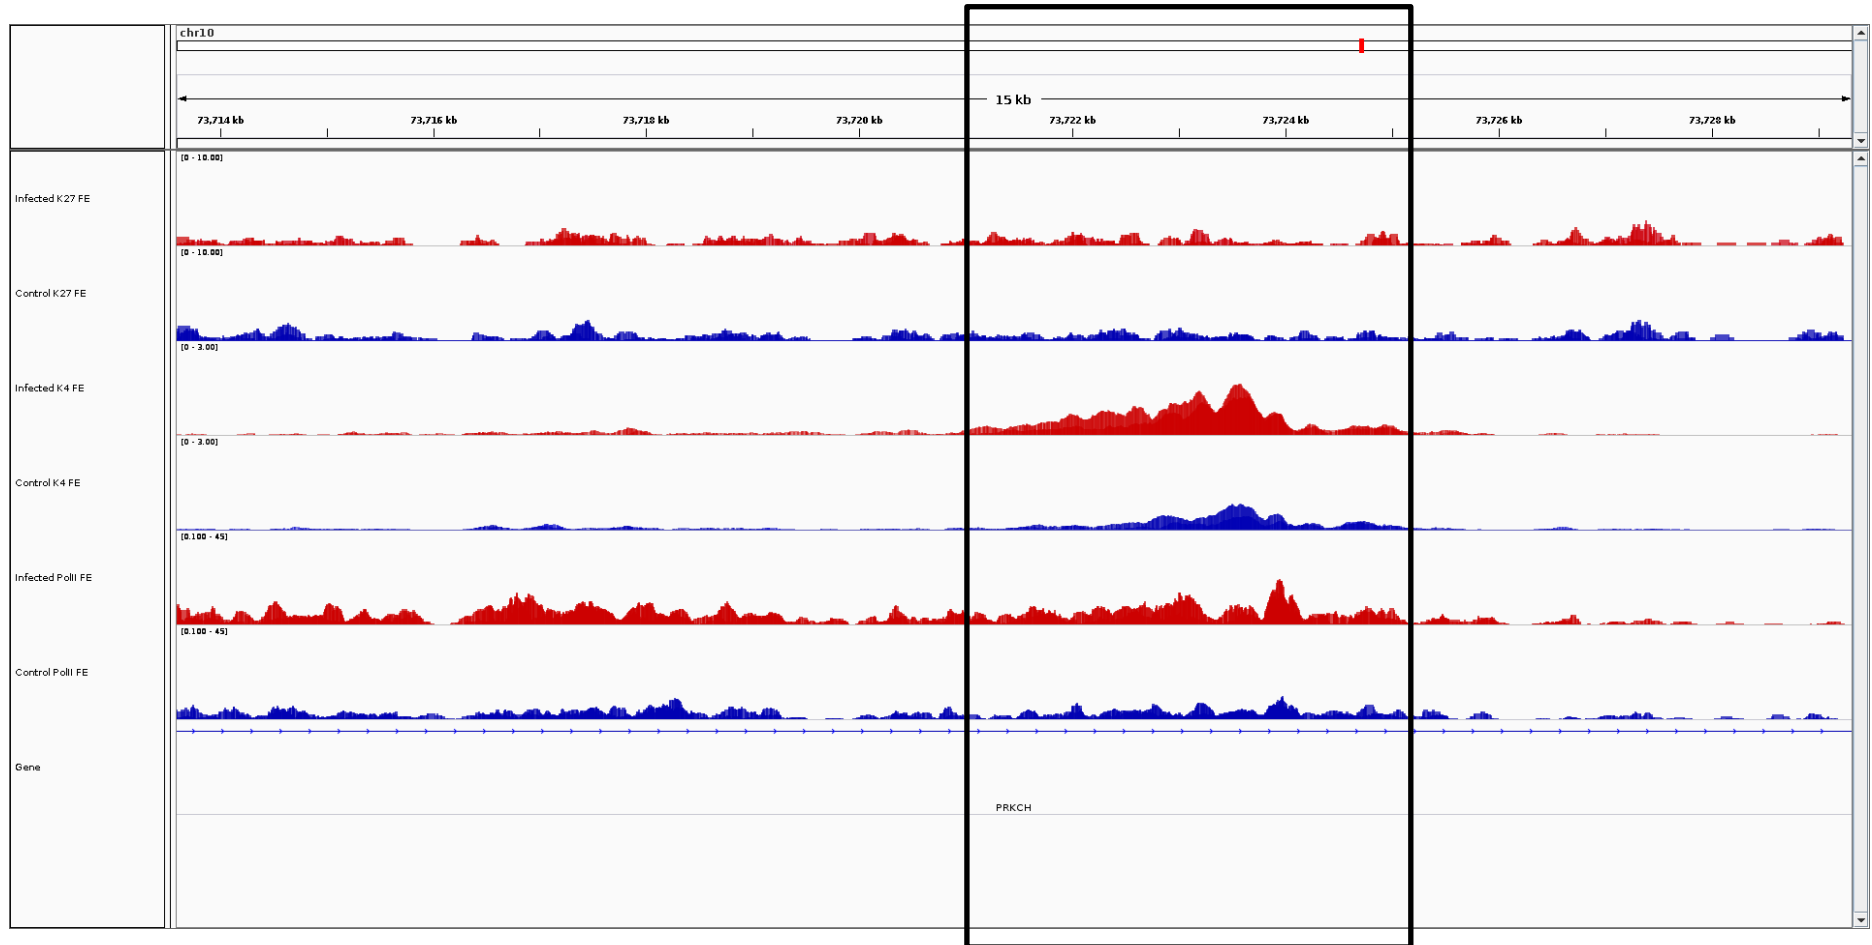 chr10
15 kb
73,714 kb 73,716 kb 73,718 kb 73,720 kb 73,722 kb 73,724 kb 73,726 kb 73,728 kb
[0 - 10.00]
Infected K27 FE
[0 - 10.00]
Control K27 FE
[0 - 3.00]
Infected K4 FE
[0 - 3.00]
Control K4 FE
[0.100 - 45]
Infected PolII FE
[0.100 - 45]
Control PolII FE
Gene
PRKCH